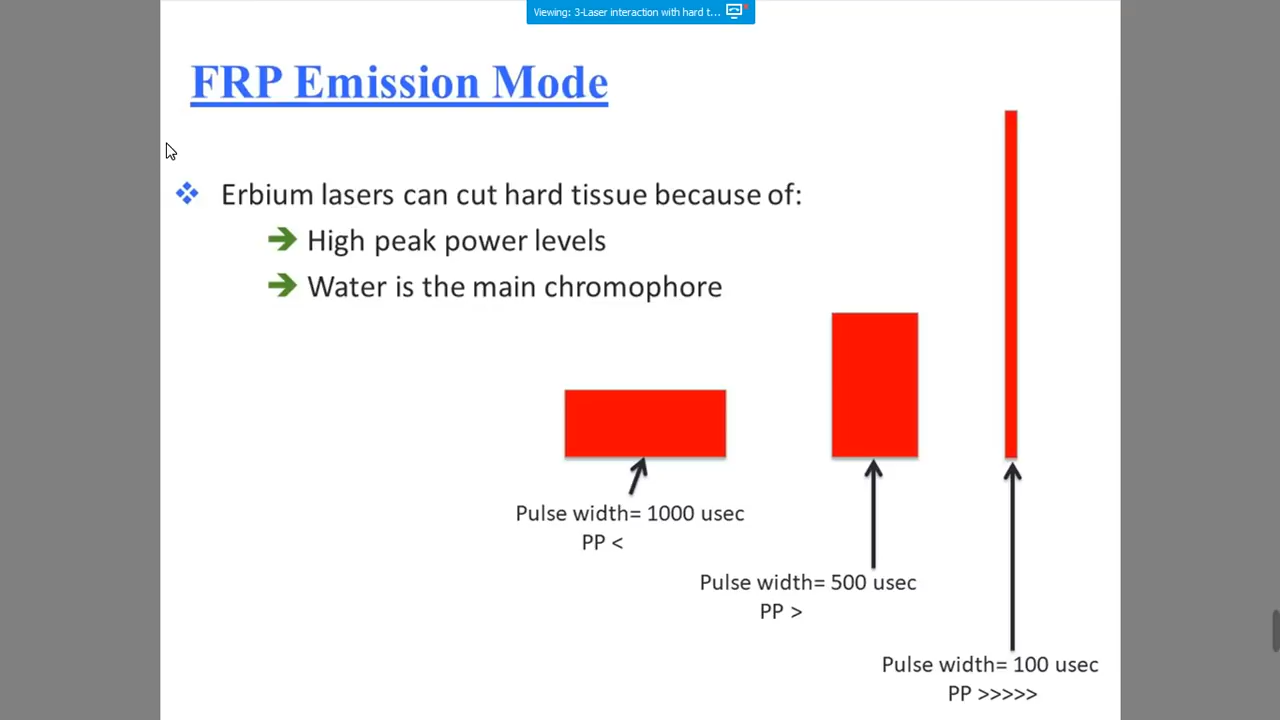 Viewing: 3-Laser interaction with hard t...
FRP Emission Mode
Erbium lasers can cut hard tissue because of:
High peak power levels
Water is the main chromophore
Pulse width= 1000 usec
PP <
Pulse width= 500 usec
PP >
Pulse width= 100 usec
PP >>>>>